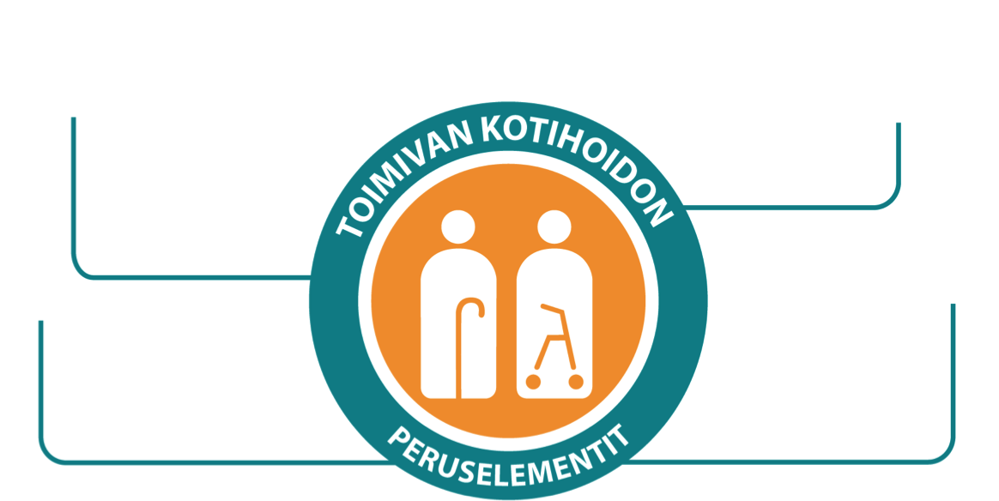 TOIMIVAN KOTIHOIDON
PERUSELEMENTIT